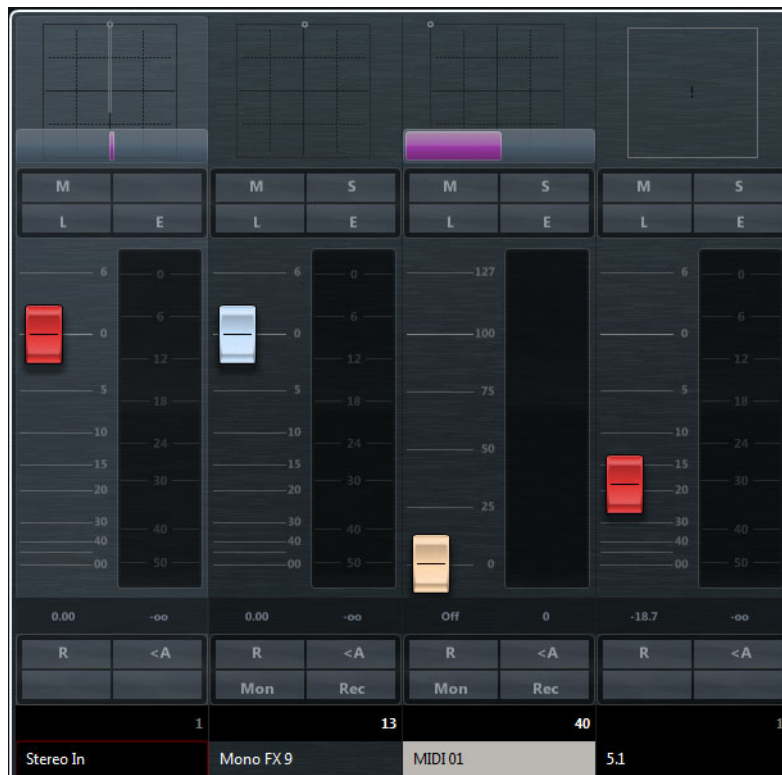 M M S M S M S
L E L E L E L E
6 0 6 0 127 6 0
0 6 0 6 100 0 6
12 12 12
5 18 5 18 75 5 18
10 24 10 24 50 10 24
15 30 15 30 15 30
20 20 25 20
30 40 30 40 30 40
40 40 40
00 50 00 50 0 00 50
0.00 -oo 0.00 -oo Off 0 -18.7 -oo
R <A R <A R <A R <A
Mon Rec Mon Rec
1 13 40 1
Stereo In Mono FX 9 MIDI 01 5.1